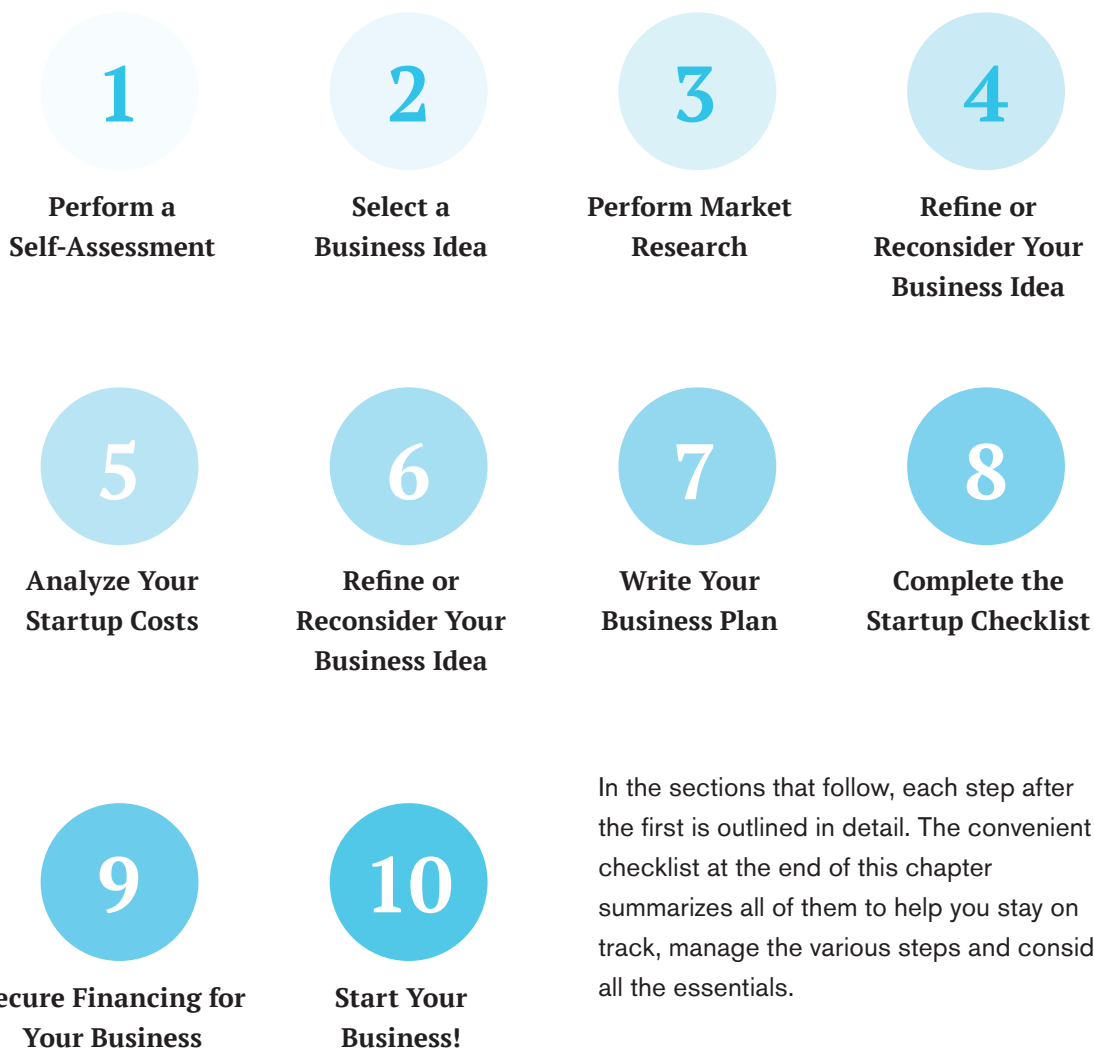 1
Perform a
Self-Assessment
2
Select a
Business Idea
3
Perform Market
Research
4
Refine or
Reconsider Your
Business Idea
5
Analyze Your
Startup Costs
6
Refine or
Reconsider Your
Business Idea
7
Write Your
Business Plan
8
Complete the
Startup Checklist
9
ecure Financing for
Your Business
10
Start Your
Business!
In the sections that follow, each step after
the first is outlined in detail. The convenient
checklist at the end of this chapter
summarizes all of them to help you stay on
track, manage the various steps and consid
all the essentials.